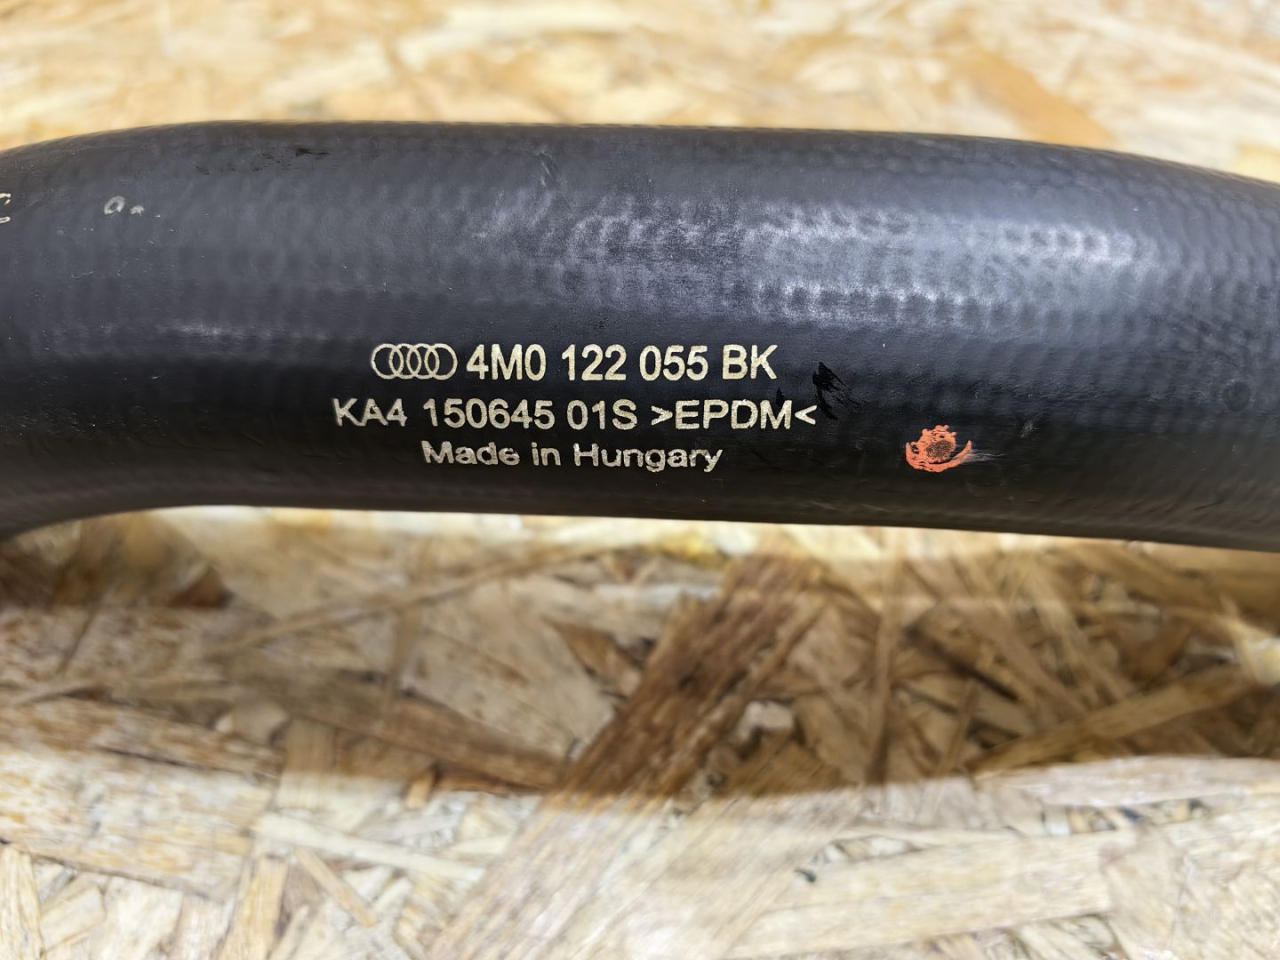 4M0 122 055 BK
KA4 150645 01S >EPDM<
Made in Hungary